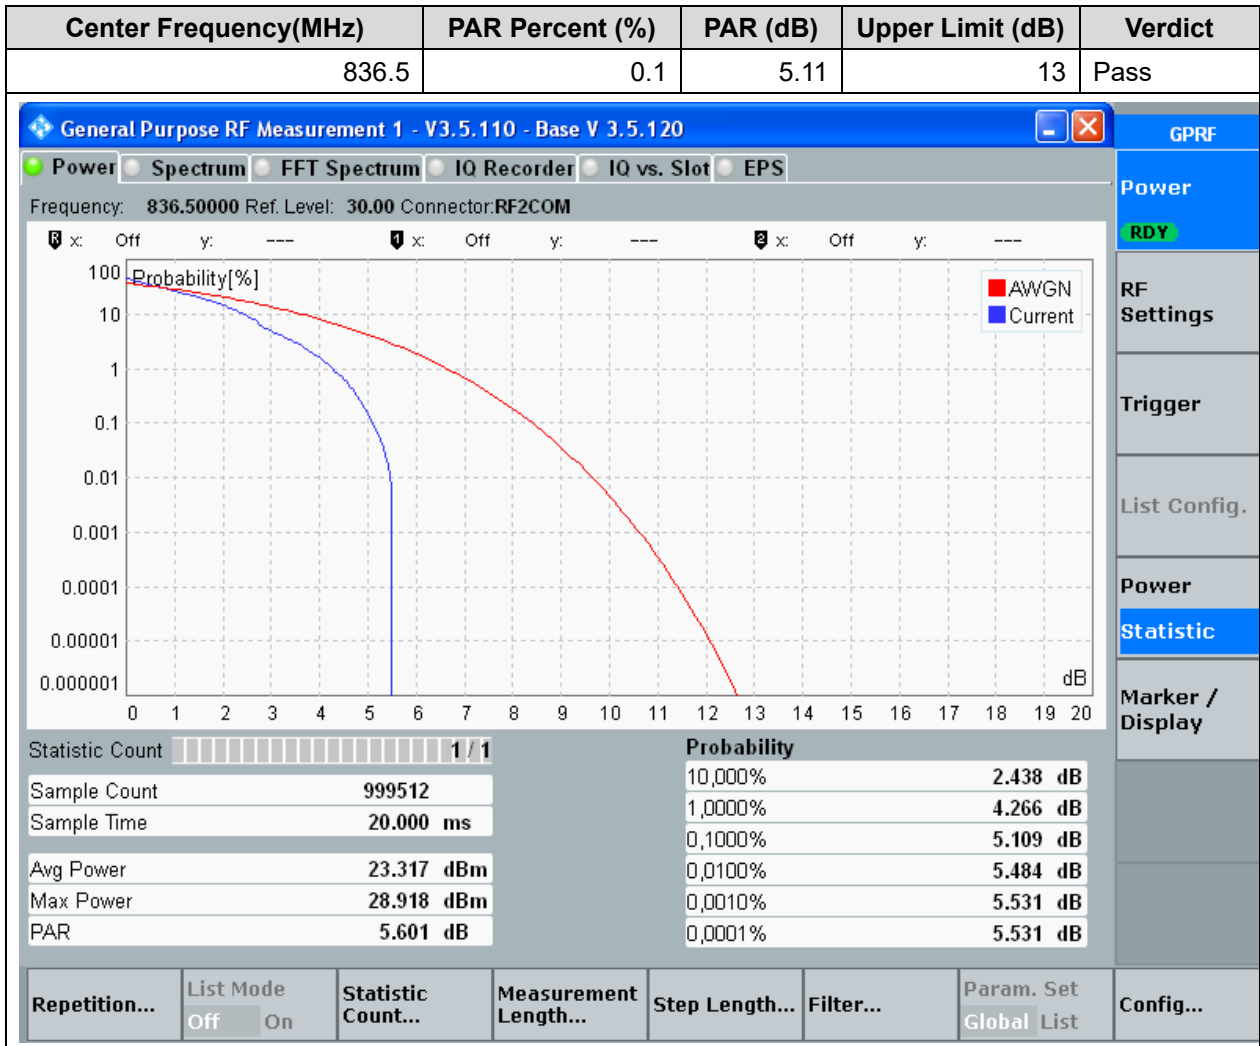 Center Frequency(MHz) PAR Percent (%) PAR (dB) Upper Limit (dB) Verdict
836.5 0.1 5.11 13 Pass
General Purpose RF Measurement 1 - V3.5.110 - Base V 3.5.120
GPRF
Power Spectrum FFT Spectrum IQ Recorder IQ vs. Slot EPS
Frequency: 836.50000 Ref. Level: 30.00 Connector:RF2COM
Power
RDY
R x: Off y: --- 1 x: Off y: --- 2 x: Off y: ---
Probability[%]
AWGN
Current
100
10
1
0.1
0.01
0.001
0.0001
0.00001
0.000001
dB
0 1 2 3 4 5 6 7 8 9 10 11 12 13 14 15 16 17 18 19 20
RF
Settings
Trigger
List Config.
Power
Statistic
Marker /
Display
Statistic Count 1 / 1
Sample Count 999512
Sample Time 20.000 ms
Avg Power 23.317 dBm
Max Power 28.918 dBm
PAR 5.601 dB
Probability
10,000% 2.438 dB
1,0000% 4.266 dB
0,1000% 5.109 dB
0,0100% 5.484 dB
0,0010% 5.531 dB
0,0001% 5.531 dB
Repetition...
List Mode
Off On
Statistic
Count...
Measurement
Length...
Step Length...
Filter...
Param. Set
Global List
Config...